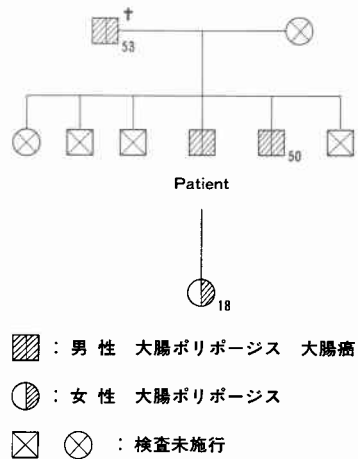 †
53
50
Patient
18
: 男性 大腸ポリポージス 大腸癌
: 女性 大腸ポリポージス
: 検査未施行